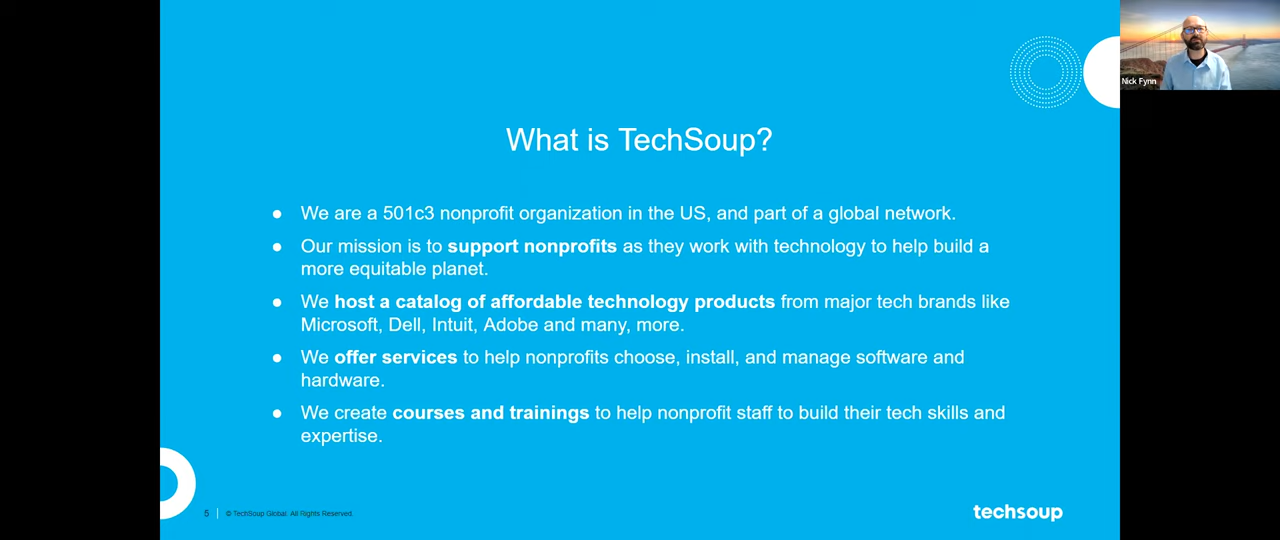 What is TechSoup?
● We are a 501c3 nonprofit organization in the US, and part of a global network.
● Our mission is to support nonprofits as they work with technology to help build a
more equitable planet.
● We host a catalog of affordable technology products from major tech brands like
Microsoft, Dell, Intuit, Adobe and many, more.
● We offer services to help nonprofits choose, install, and manage software and
hardware.
● We create courses and trainings to help nonprofit staff to build their tech skills and
expertise.
5 | © TechSoup Global. All Rights Reserved.
techsoup
Nick Fynn